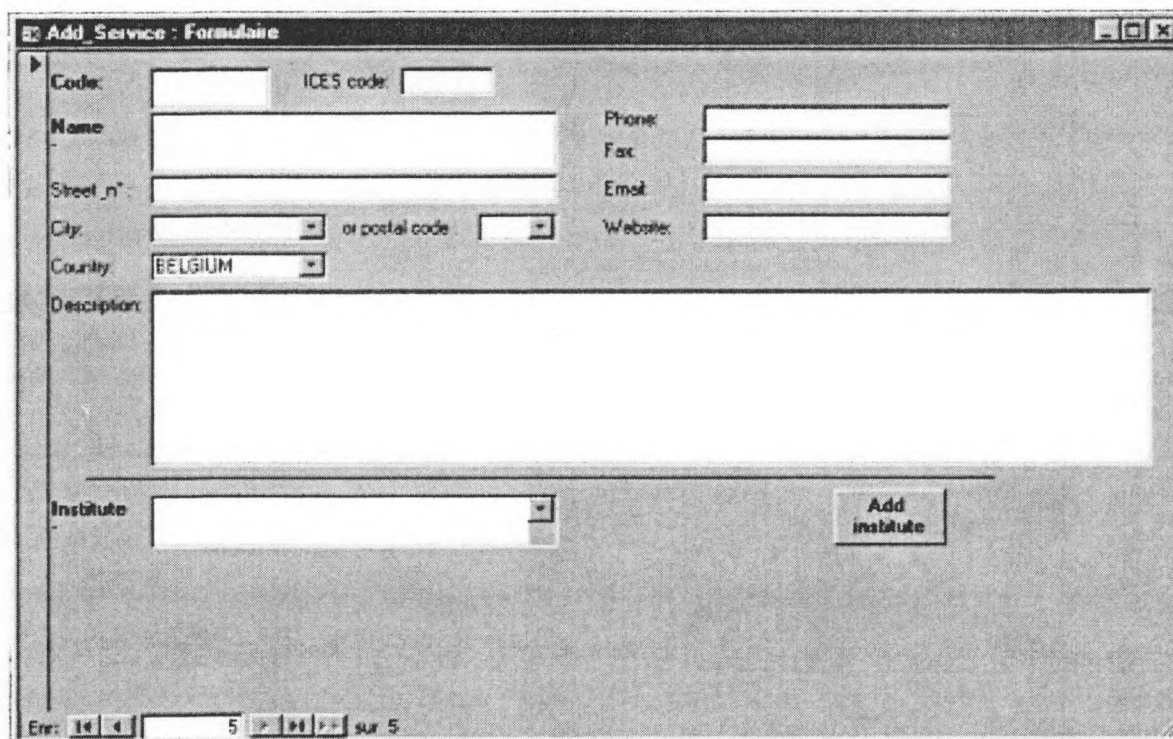 Add_Service : Formulaire
Code: ICES code:
Name Phone:
Fax:
Street_n°: Email:
City: or postal code Website:
Country: BELGIUM
Description:
Institute Add institute
Enr: 5 sur 5